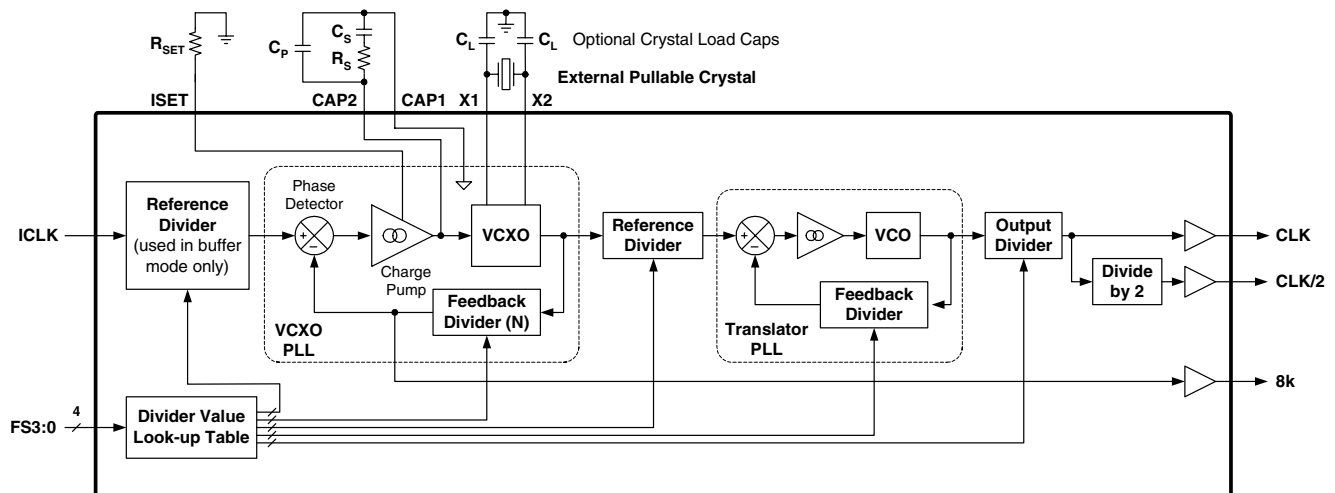 RSET
CP
CS
RS
CL
CL
Optional Crystal Load Caps
External Pullable Crystal
ISET
CAP2
CAP1
X1
X2
ICLK
Reference
Divider
(used in buffer
mode only)
Phase
Detector
+
−
Charge
Pump
VCXO
Feedback
Divider (N)
VCXO
PLL
Reference
Divider
+
−
VCO
Feedback
Divider
Translator
PLL
Output
Divider
Divide
by 2
CLK
CLK/2
8k
FS3:0
4
Divider Value
Look-up Table